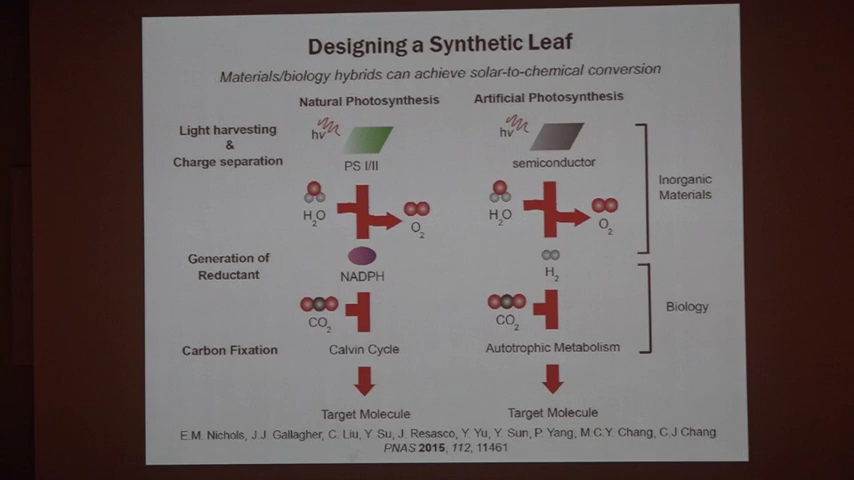 Designing a Synthetic Leaf
Materials/biology hybrids can achieve solar-to-chemical conversion
Natural Photosynthesis
Artificial Photosynthesis
Light harvesting
&
Charge separation
hv
PS I/II
hv
semiconductor
H2O
O2
H2O
O2
Inorganic
Materials
Generation of
Reductant
NADPH
H2
CO2
CO2
Biology
Carbon Fixation
Calvin Cycle
Autotrophic Metabolism
Target Molecule
Target Molecule
E.M. Nichols, J.J. Gallagher, C. Liu, Y. Su, J. Resasco, Y. Yu, Y. Sun, P. Yang, M.C.Y. Chang, C.J. Chang
PNAS 2015, 112, 11461